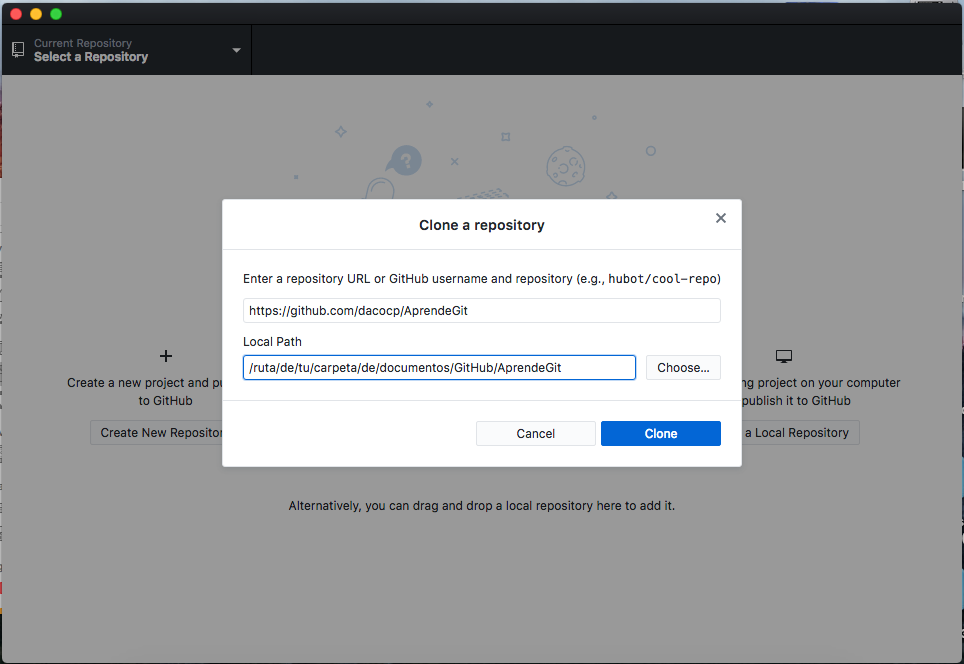 Current Repository
Select a Repository
?
Clone a repository
Enter a repository URL or GitHub username and repository (e.g., hubot/cool-repo)
https://github.com/dacocp/AprendeGit
Local Path
/ruta/de/tu/carpeta/de/documentos/GitHub/AprendeGit
Choose...
Cancel
Clone
Create a new project and
to GitHub
Create New
project on your computer
publish it to GitHub
a Local Repository
Alternatively, you can drag and drop a local repository here to add it.